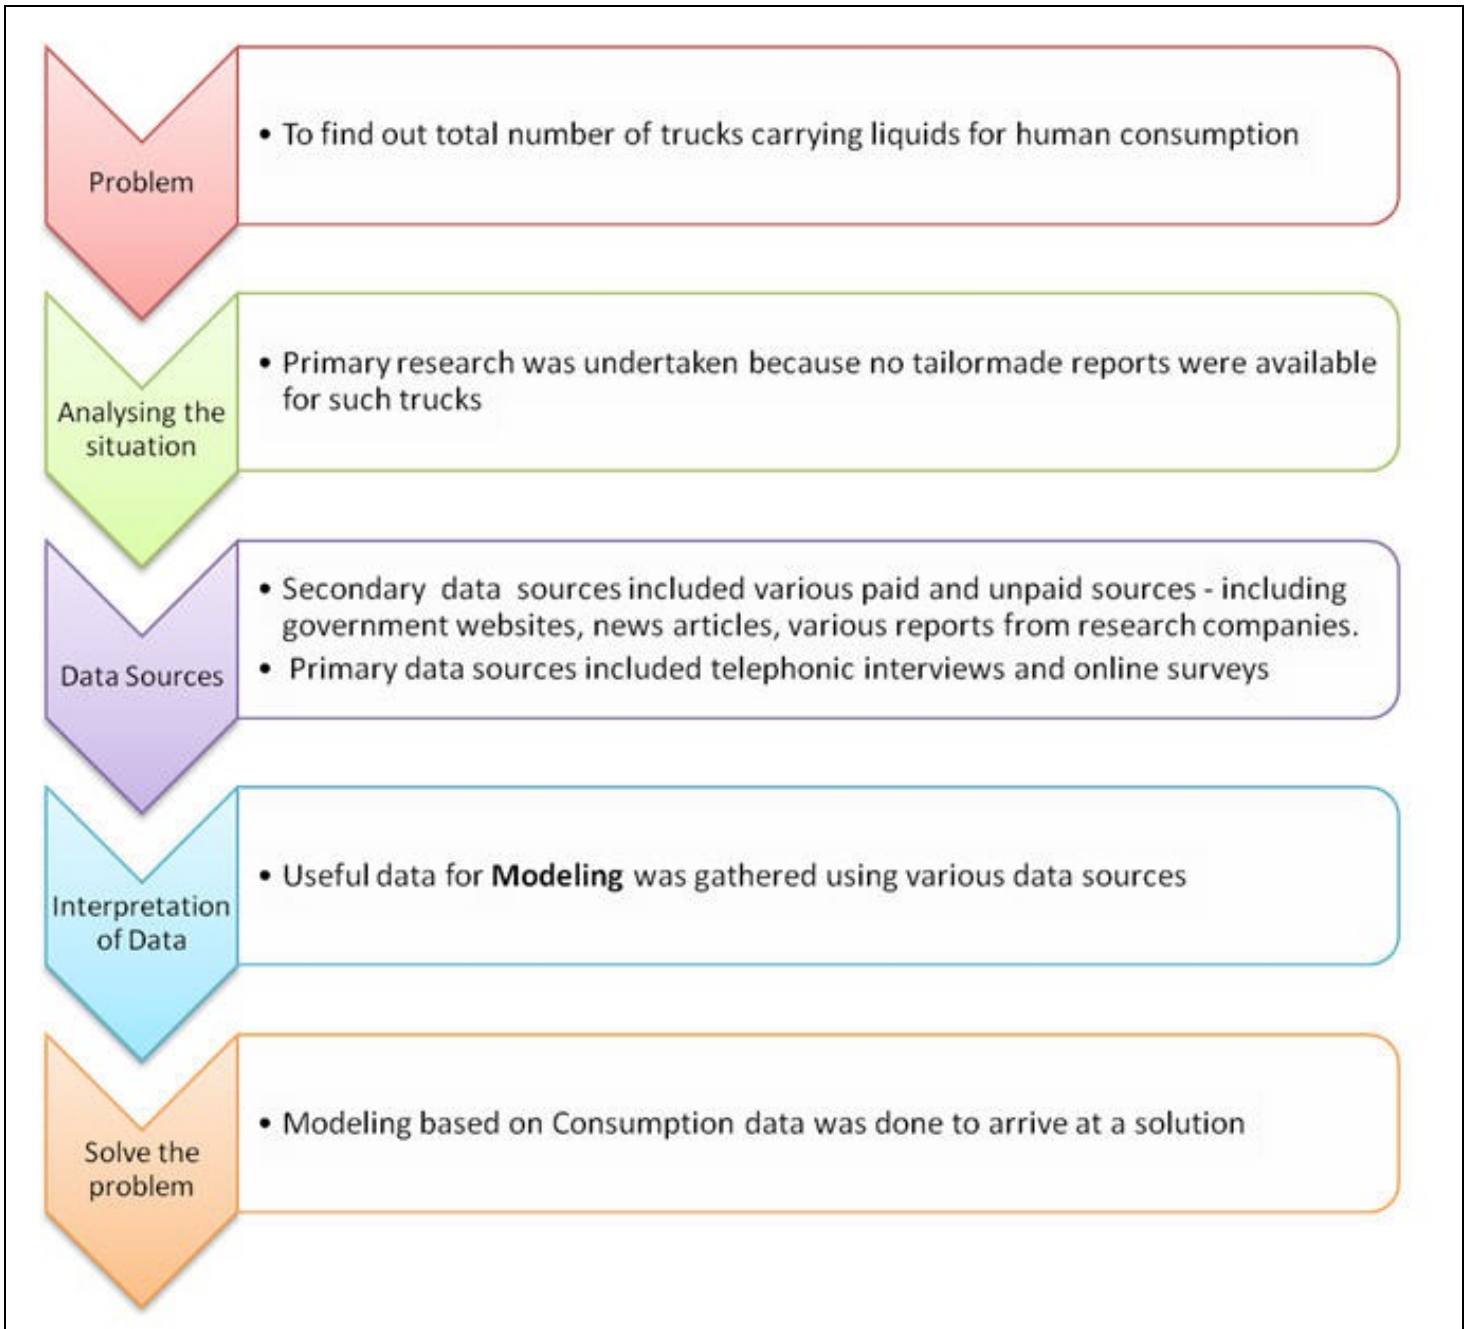 Problem
• To find out total number of trucks carrying liquids for human consumption
Analysing the
situation
• Primary research was undertaken because no tailormade reports were available
for such trucks
Data Sources
• Secondary data sources included various paid and unpaid sources - including
government websites, news articles, various reports from research companies.
• Primary data sources included telephonic interviews and online surveys
Interpretation
of Data
• Useful data for Modeling was gathered using various data sources
Solve the
problem
• Modeling based on Consumption data was done to arrive at a solution